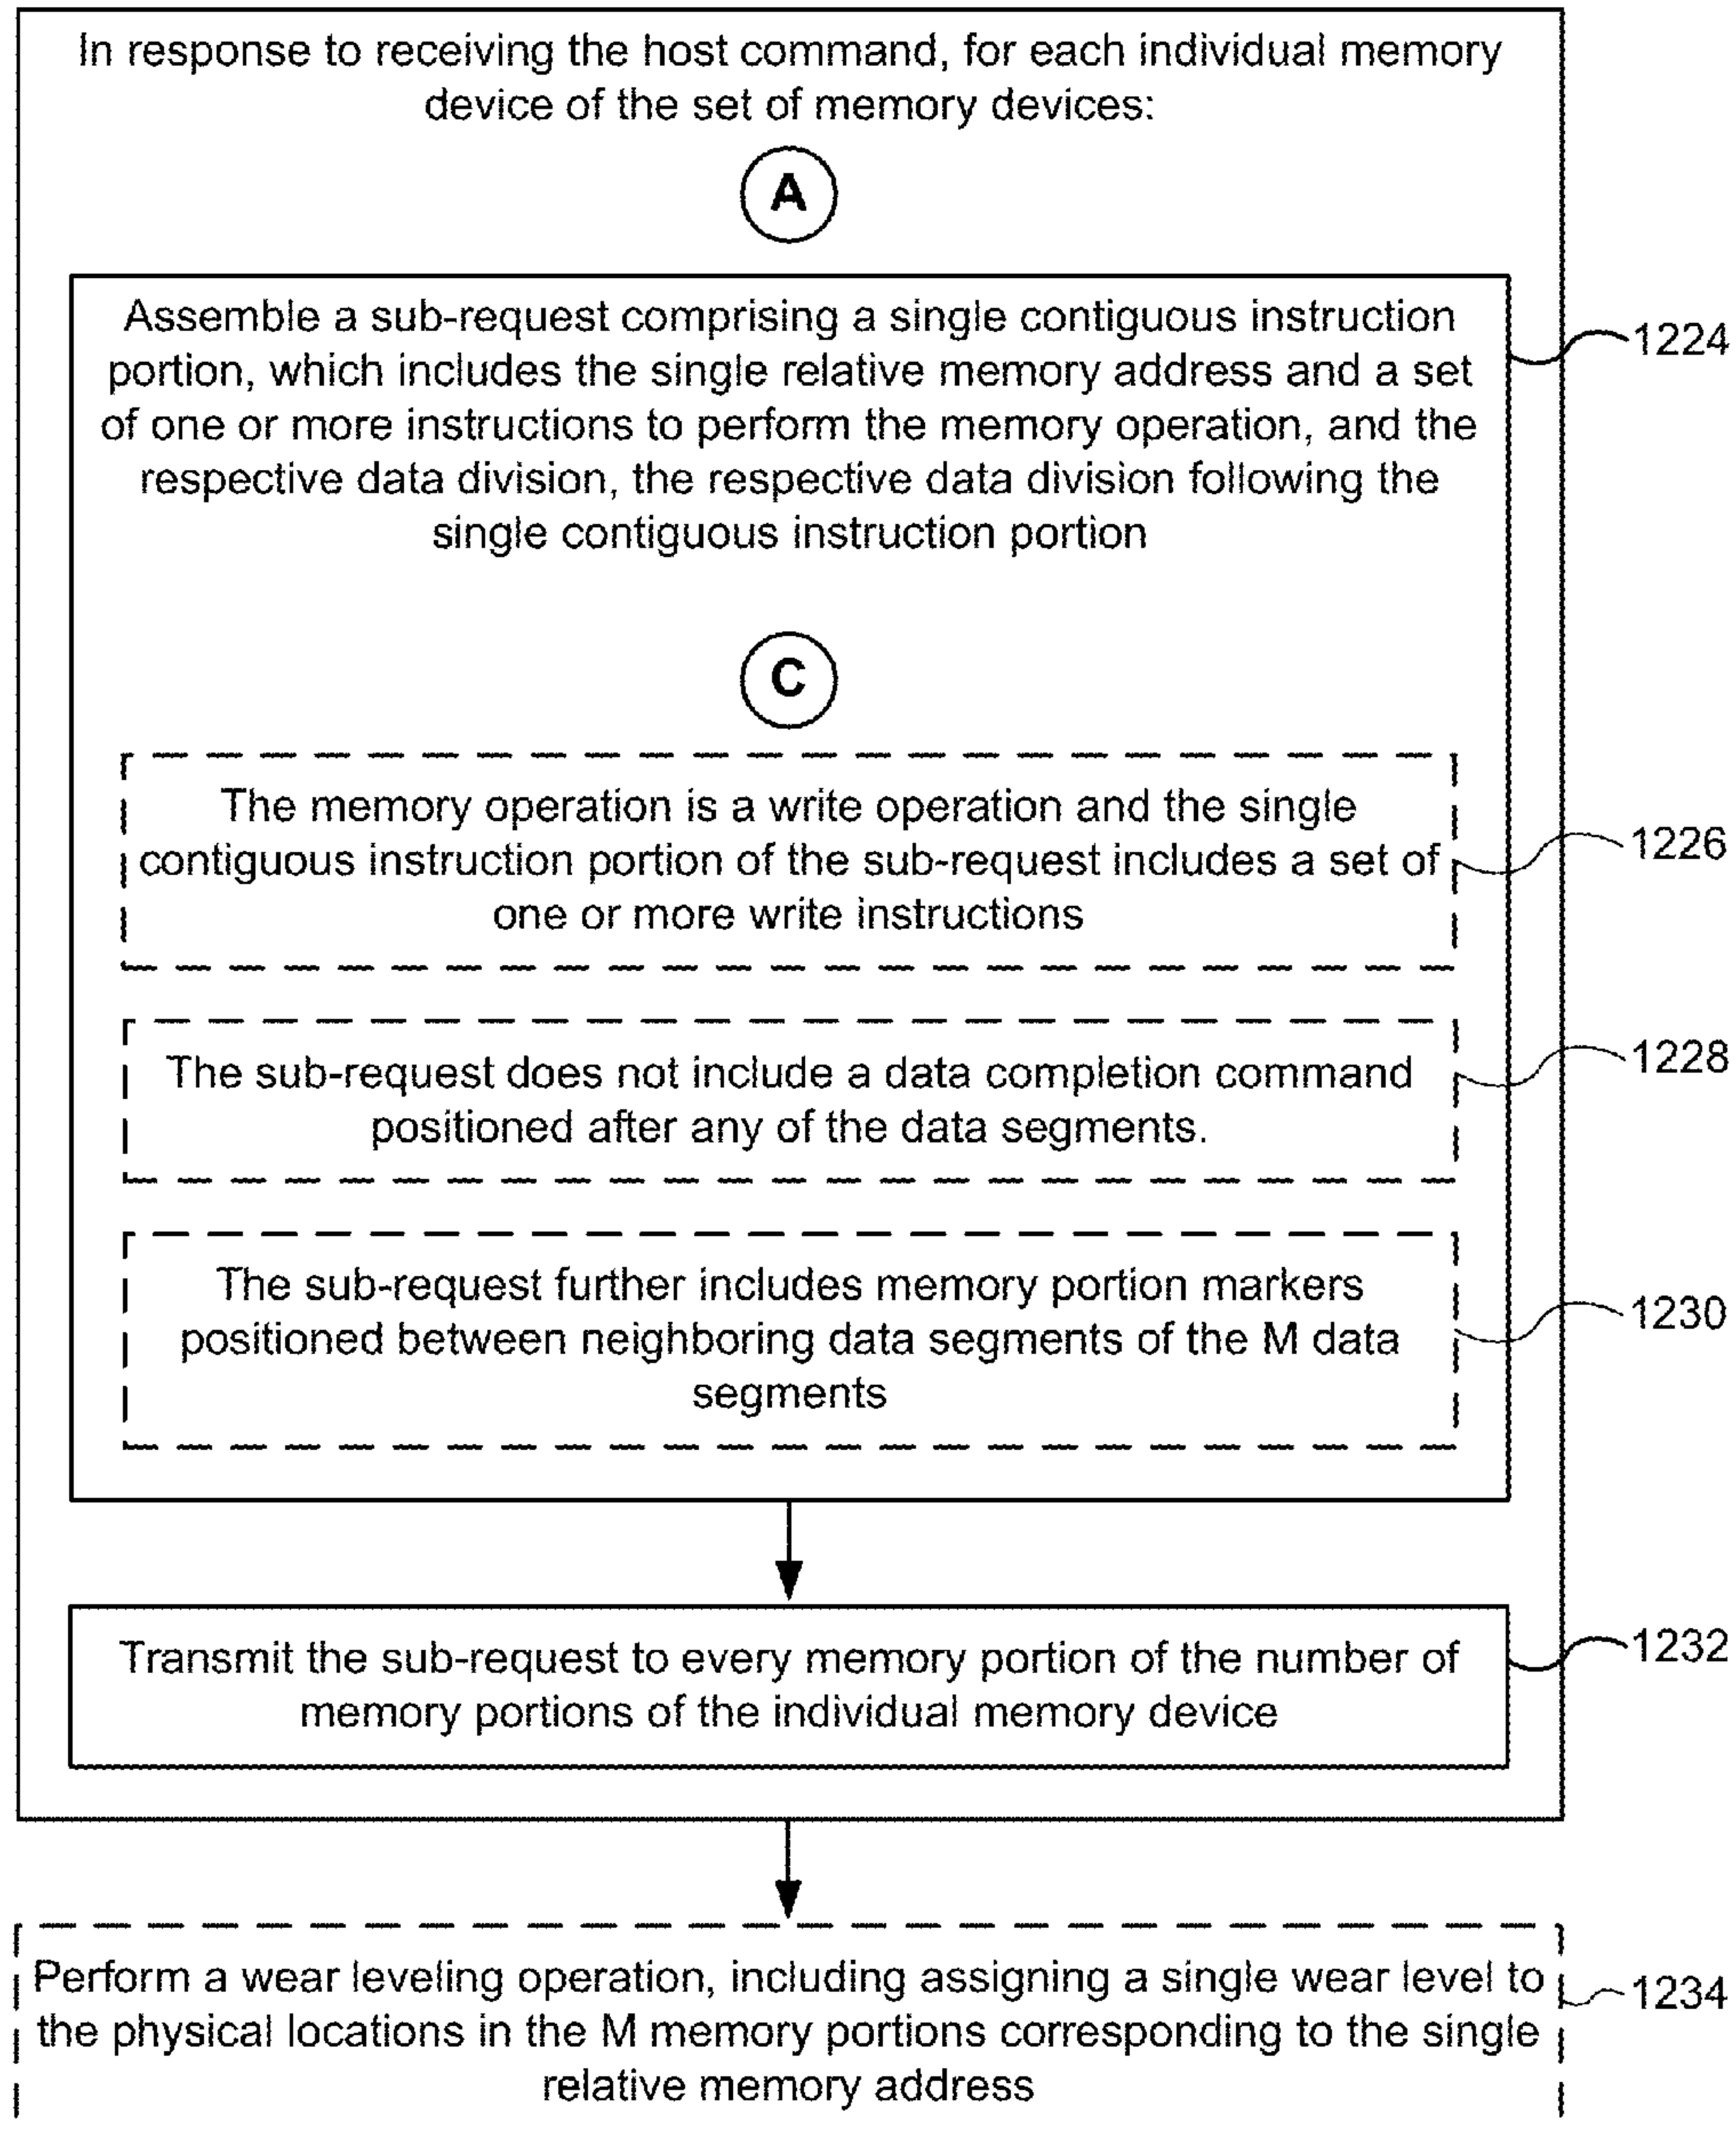 In response to receiving the host command, for each individual memory
device of the set of memory devices:
A
Assemble a sub-request comprising a single contiguous instruction
portion, which includes the single relative memory address and a set
of one or more instructions to perform the memory operation, and the
respective data division, the respective data division following the
single contiguous instruction portion
1224
C
The memory operation is a write operation and the single
contiguous instruction portion of the sub-request includes a set of
one or more write instructions
1226
The sub-request does not include a data completion command
positioned after any of the data segments.
1228
The sub-request further includes memory portion markers
positioned between neighboring data segments of the M data
segments
1230
Transmit the sub-request to every memory portion of the number of
memory portions of the individual memory device
1232
Perform a wear leveling operation, including assigning a single wear level to
the physical locations in the M memory portions corresponding to the single
relative memory address
1234